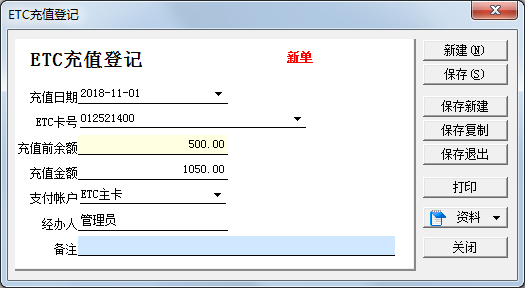 ETC充值登记
ETC充值登记
新单
充值日期 2018-11-01
ETC卡号 012521400
充值前余额 500.00
充值金额 1050.00
支付帐户 ETC主卡
经办人 管理员
备注
新建(N)
保存(S)
保存新建
保存复制
保存退出
打印
资料
关闭